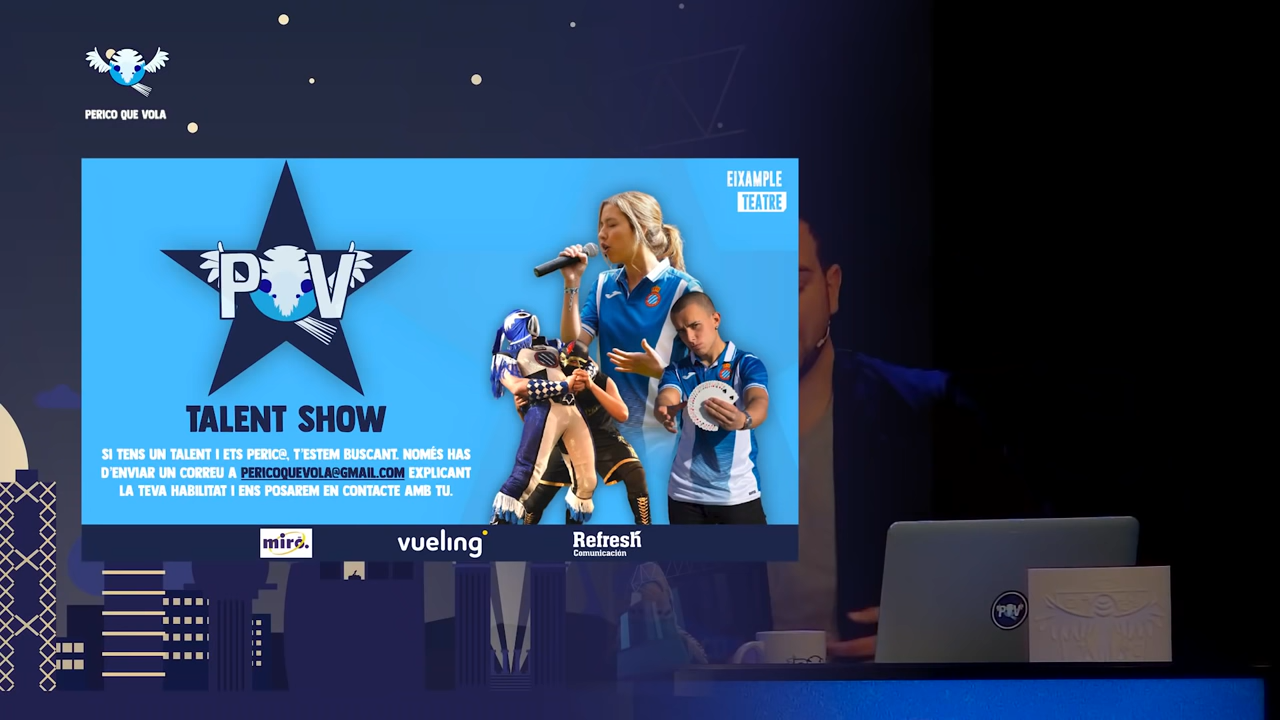 PERICO QUE VOLA
EIXAMPLE
TEATRE
PQV
TALENT SHOW
SI TENS UN TALENT I ETS PERIC@, T'ESTEM BUSCANT. NOMÉS HAS
D'ENVIAR UN CORREU A PERICOQUEVOLA@GMAIL.COM EXPLICANT
LA TEVA HABILITAT I ENS POSAREM EN CONTACTE AMB TU.
miró.
vueling
Refresh
Comunicación
PQV